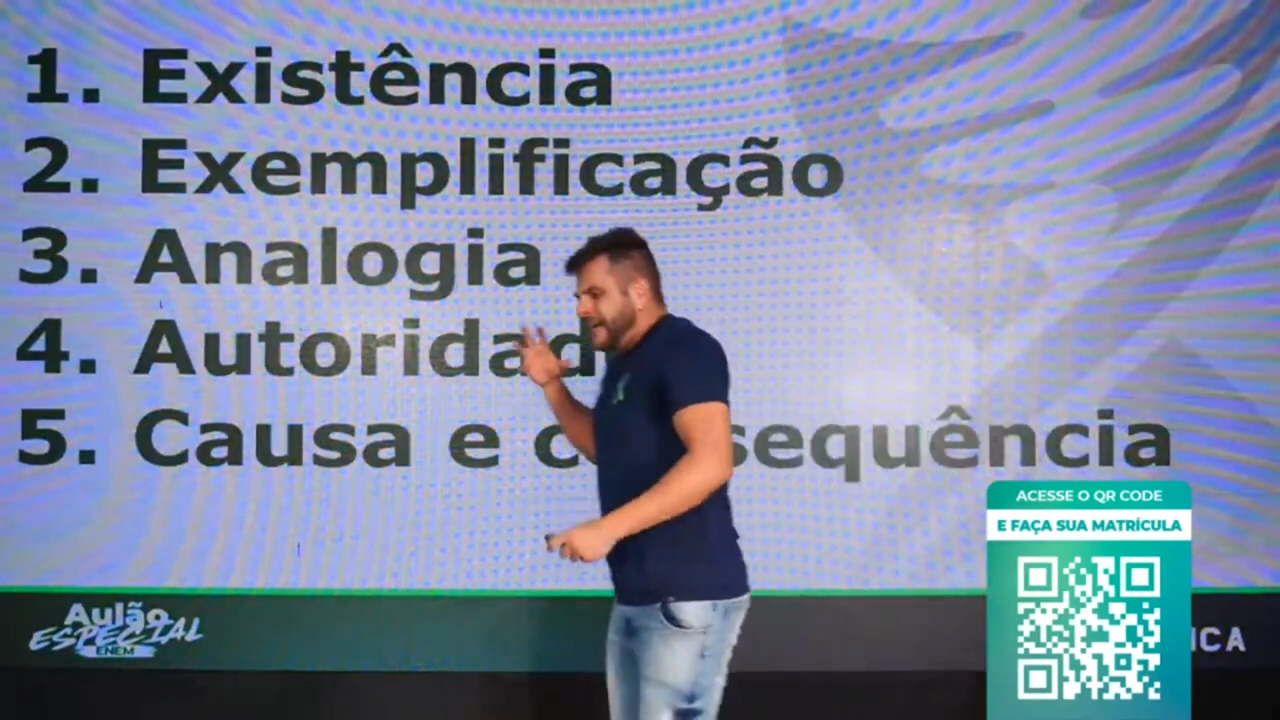 1. Existência
2. Exemplificação
3. Analogia
4. Autoridad
5. Causa e c sequência
ACESSE O QR CODE
E FAÇA SUA MATRÍCULA
Aulão
ESPECIAL
ENEM
ICA